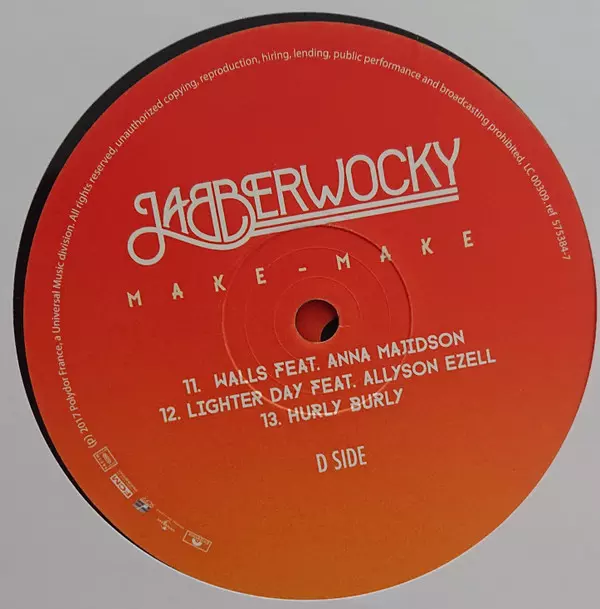 (p) 2017 Polydor France, a Universal Music division. All rights reserved, unauthorized copying, reproduction, hiring, lending, public performance and broadcasting prohibited, LC 00309, ref 575384-7
JABBERWOCKY
MAKE-MAKE
11. WALLS FEAT. ANNA MAJIDSON
12. LIGHTER DAY FEAT. ALLYSON EZELL
13. HURLY BURLY
D SIDE